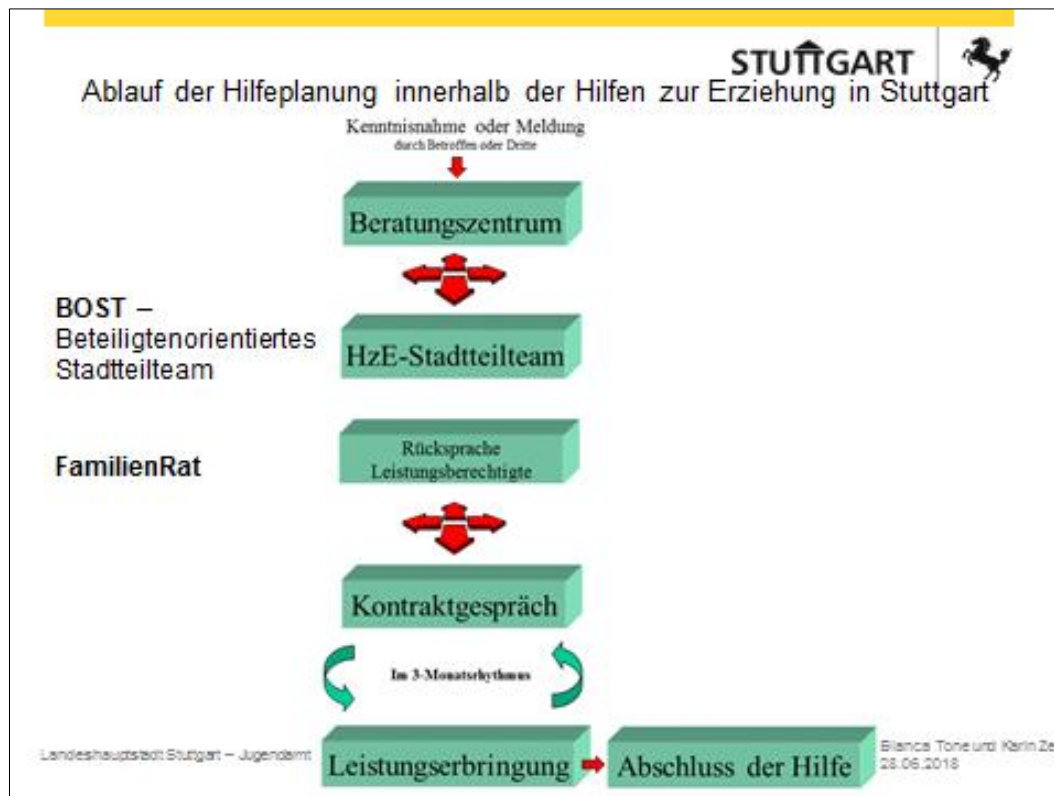 STUTTGART
Ablauf der Hilfeplanung innerhalb der Hilfen zur Erziehung in Stuttgart
Kenntnisnahme oder Meldung
durch Betroffen oder Dritte
Beratungszentrum
BOST –
Beteiligtenorientiertes
Stadtteilteam
HzE-Stadtteilteam
FamilienRat
Rücksprache
Leistungsberechtigte
Kontraktgespräch
Im 3-Monatsrhythmus
Landeshauptstadt Stuttgart – Jugendamt
Leistungserbringung
Abschluss der Hilfe
Bianca Tone und Karin Ze
28.06.2018